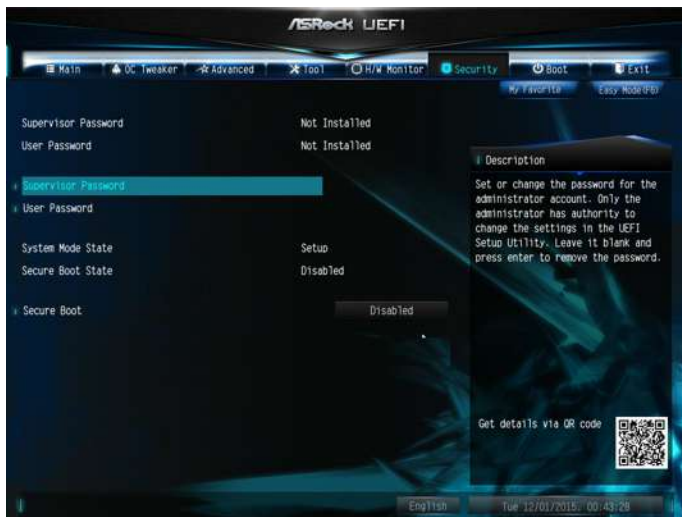 ASRock UEFI
Main OC Tweaker Advanced Tool H/W Monitor Security Boot Exit
My Favorite Easy Mode(F6)
Supervisor Password Not Installed
User Password Not Installed
Description
Supervisor Password
User Password
Set or change the password for the
administrator account. Only the
administrator has authority to
change the settings in the UEFI
Setup Utility. Leave it blank and
press enter to remove the password.
System Mode State Setup
Secure Boot State Disabled
Secure Boot Disabled
Get details via QR code
English Tue 12/01/2015. 00:43:28